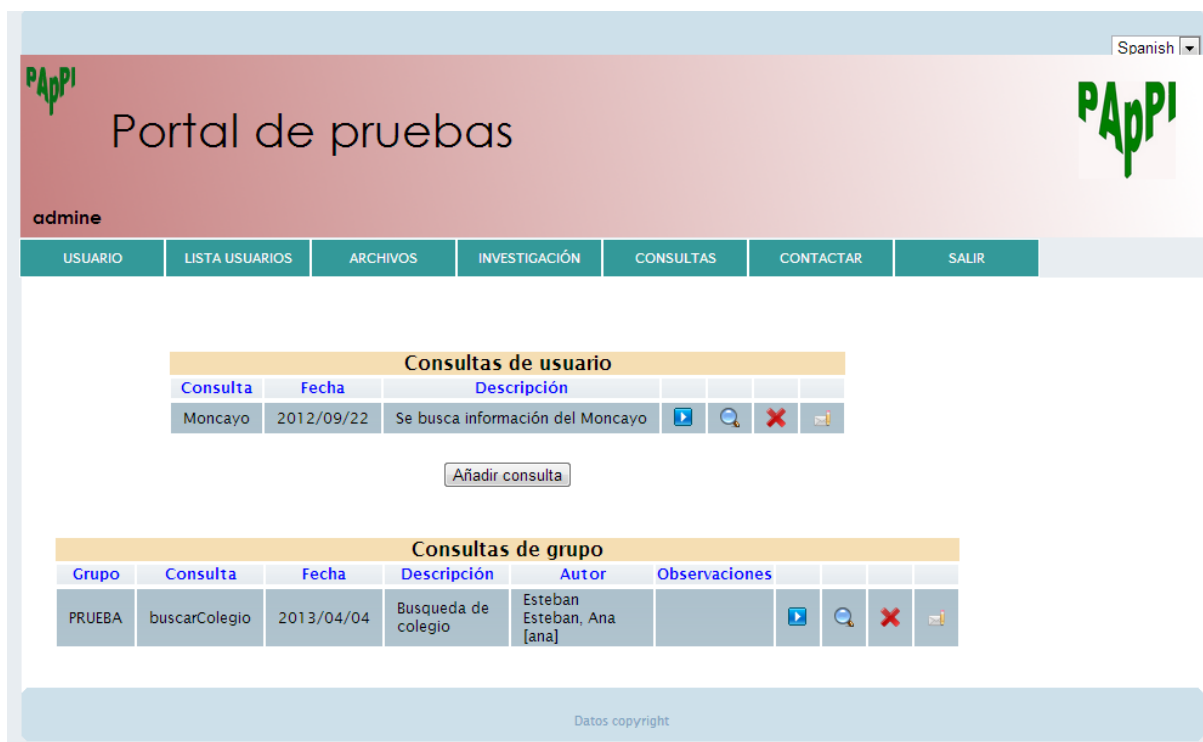 Spanish
PApPI
PApPI
Portal de pruebas
admine
USUARIO LISTA USUARIOS ARCHIVOS INVESTIGACIÓN CONSULTAS CONTACTAR SALIR
Consultas de usuario
Consulta Fecha Descripción
Moncayo 2012/09/22 Se busca información del Moncayo
Añadir consulta
Consultas de grupo
Grupo Consulta Fecha Descripción Autor Observaciones
PRUEBA buscarColegio 2013/04/04 Busqueda de colegio Esteban Esteban, Ana [ana]
Datos copyright